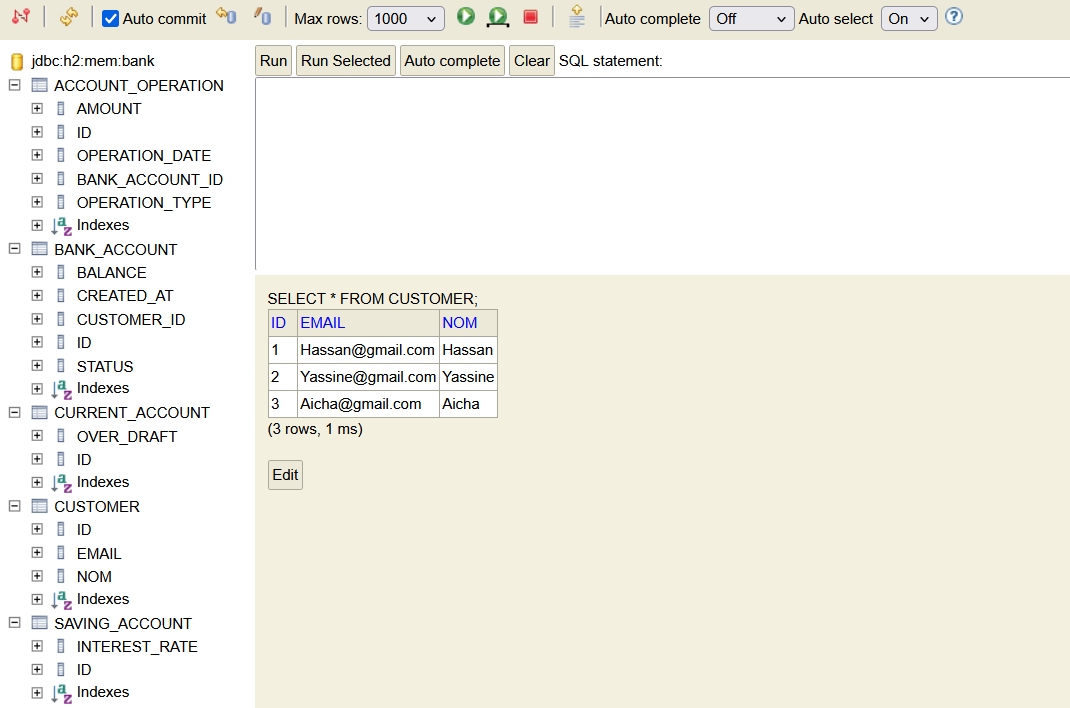 Auto commit Max rows: 1000 Auto complete Off Auto select On ?
jdbc:h2:mem:bank
ACCOUNT_OPERATION
AMOUNT
ID
OPERATION_DATE
BANK_ACCOUNT_ID
OPERATION_TYPE
Indexes
BANK_ACCOUNT
BALANCE
CREATED_AT
CUSTOMER_ID
ID
STATUS
Indexes
CURRENT_ACCOUNT
OVER_DRAFT
ID
Indexes
CUSTOMER
ID
EMAIL
NOM
Indexes
SAVING_ACCOUNT
INTEREST_RATE
ID
Indexes
Run Run Selected Auto complete Clear SQL statement:
SELECT * FROM CUSTOMER;
ID EMAIL NOM
1 Hassan@gmail.com Hassan
2 Yassine@gmail.com Yassine
3 Aicha@gmail.com Aicha
(3 rows, 1 ms)
Edit